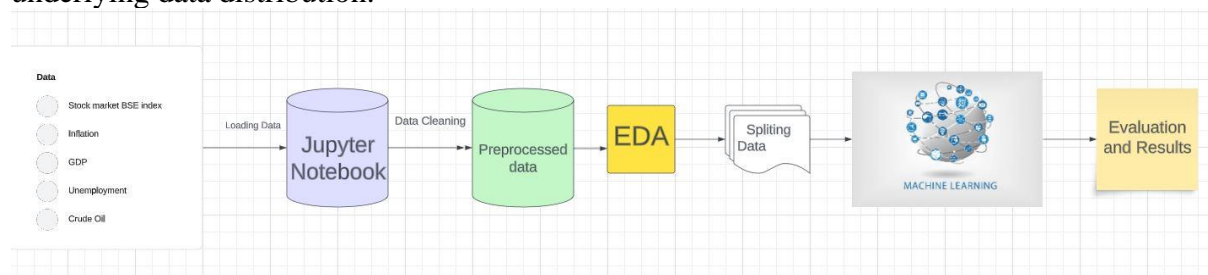 underlying data distribution.
Data
Stock market BSE index
Inflation
GDP
Unemployment
Crude Oil
Loading Data
Jupyter
Notebook
Data Cleaning
Preprocessed
data
EDA
Spliting
Data
MACHINE LEARNING
Evaluation
and Results